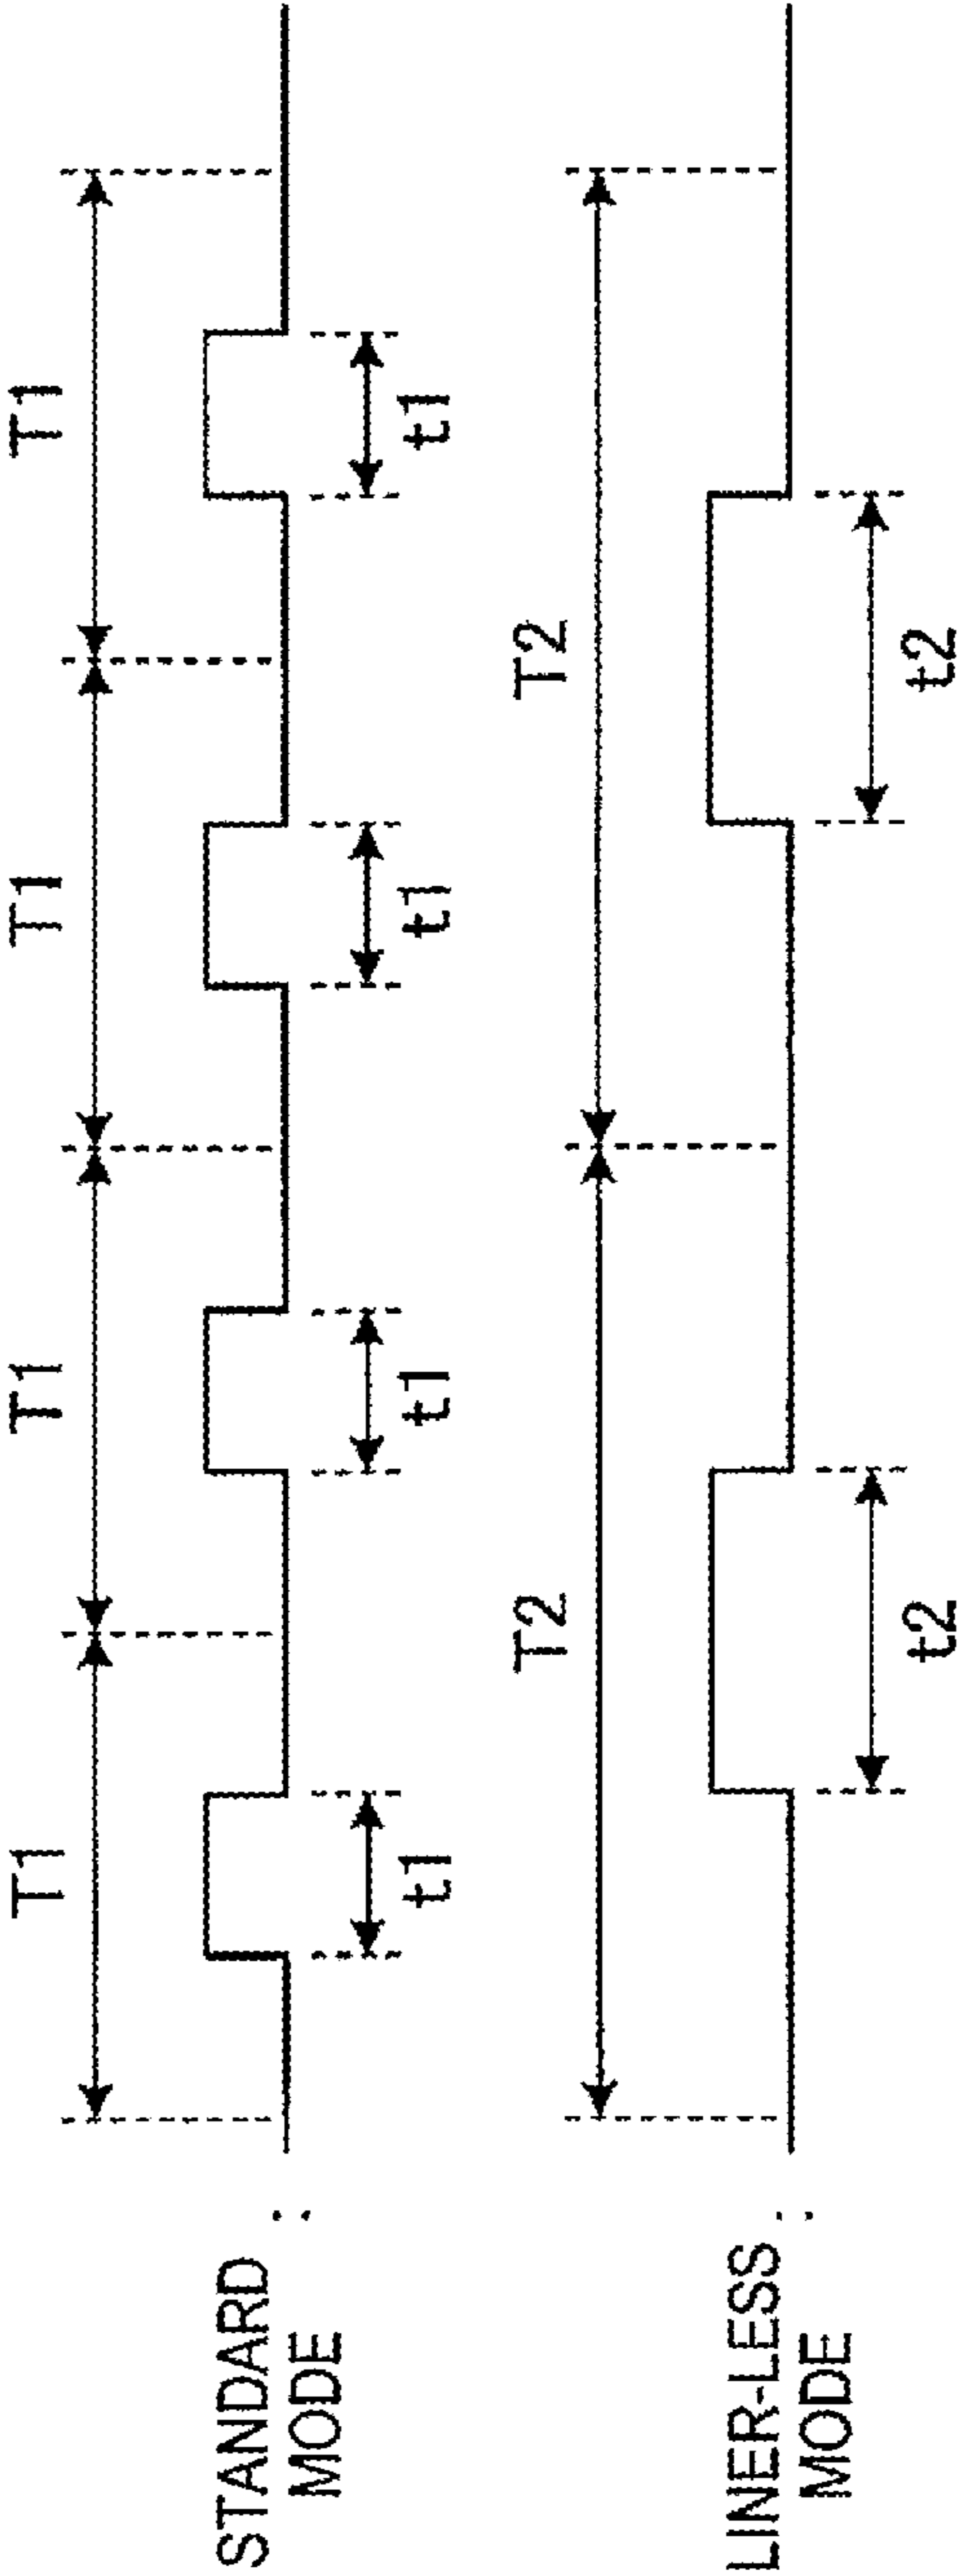 T1 T1 T1 T1
STANDARD
MODE :
t1 t1 t1 t1
T2 T2
LINER-LESS
MODE :
t2 t2